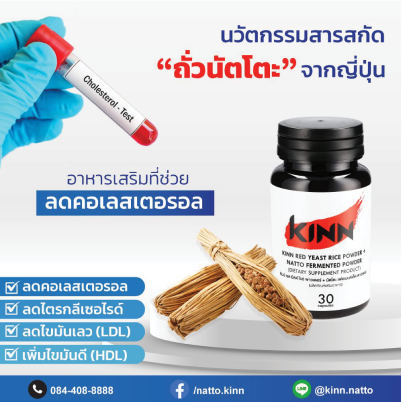 นวัตกรรมสารสกัด
“ถั่วนัตโตะ” จากญี่ปุ่น
Cholesterol - Test
อาหารเสริมที่ช่วย
ลดคอเลสเตอรอล
KINN
KINN RED YEAST RICE POWDER +
NATTO FERMENTED POWDER
(DIETARY SUPPLEMENT PRODUCT)
30
capsules
ลดคอเลสเตอรอล
ลดไตรกลีเซอไรด์
ลดไขมันเลว (LDL)
เพิ่มไขมันดี (HDL)
084-408-8888
/natto.kinn
LINE
@kinn.natto